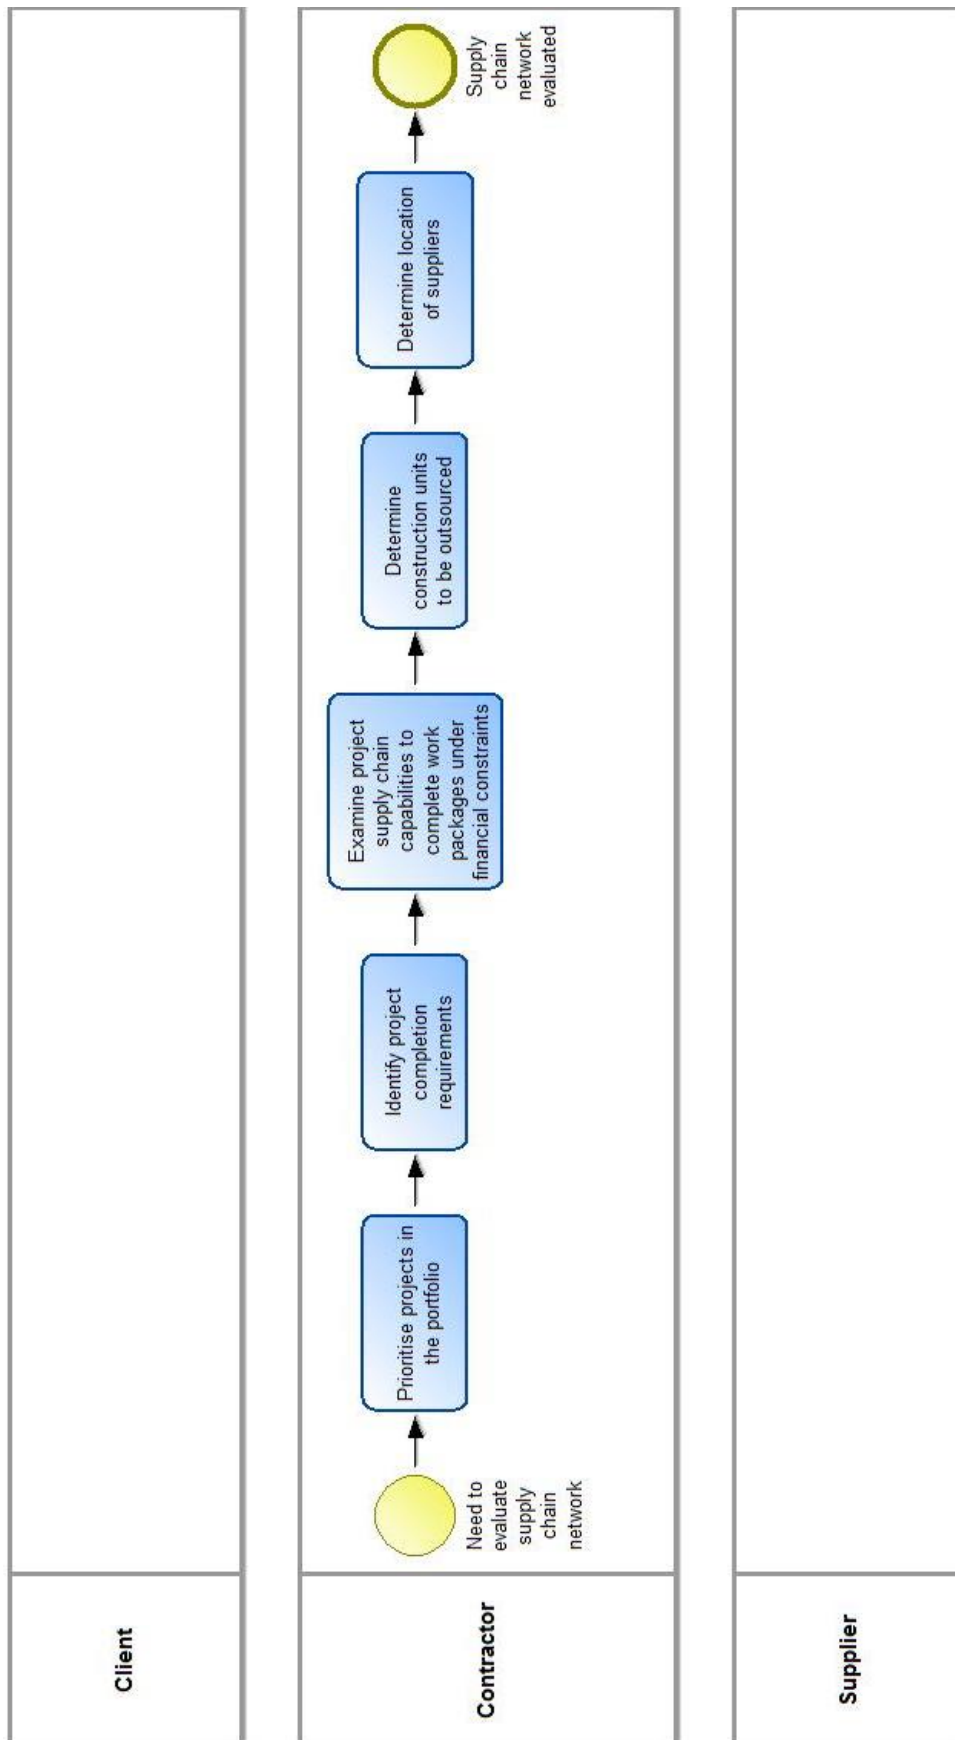 Client
Contractor
Need to
evaluate
supply
chain
network
Prioritise projects in
the portfolio
Identify project
completion
requirements
Examine project
supply chain
capabilities to
complete work
packages under
financial constraints
Determine
construction units
to be outsourced
Determine location
of suppliers
Supply
chain
network
evaluated
Supplier